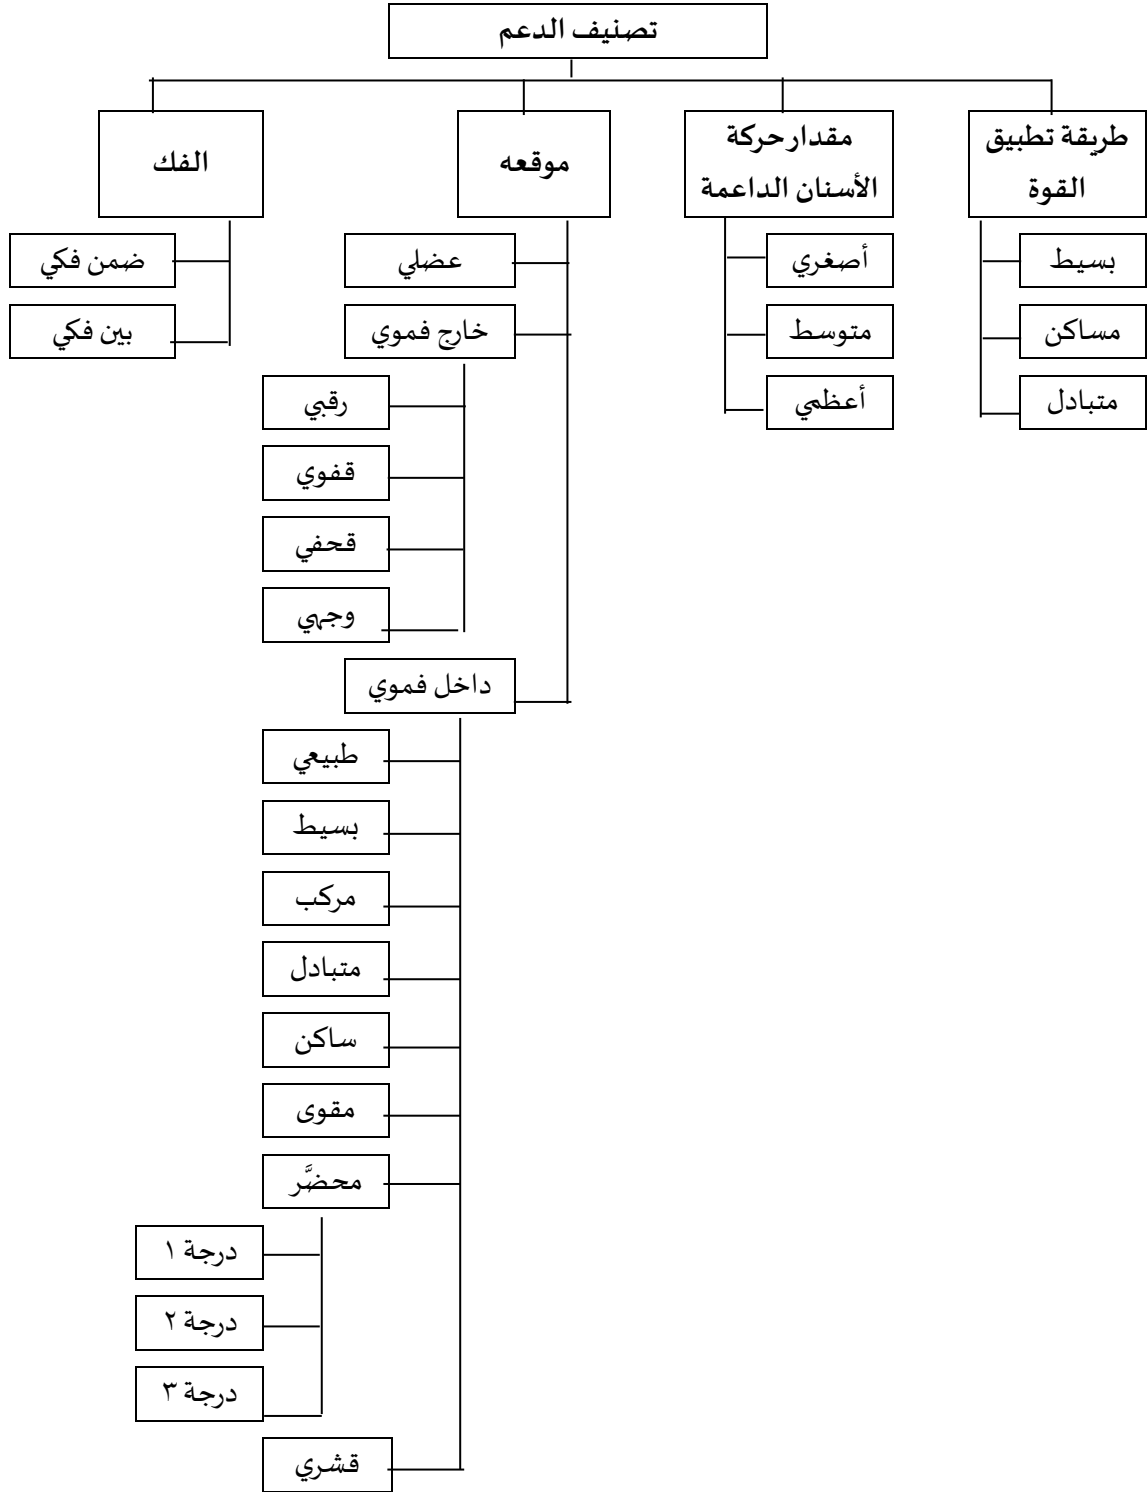 تصنيف الدعم
طريقة تطبيق
القوة
بسيط
مساكن
متبادل
مقدار حركة
الأسنان الداعمة
أصغري
متوسط
أعظمي
موقعه
عضلي
خارج فموي
رقبي
قفوي
قحفي
وجهي
داخل فموي
طبيعي
بسيط
مركب
متبادل
ساكن
مقوى
محضَّر
درجة ١
درجة ٢
درجة ٣
قشري
الفك
ضمن فكي
بين فكي